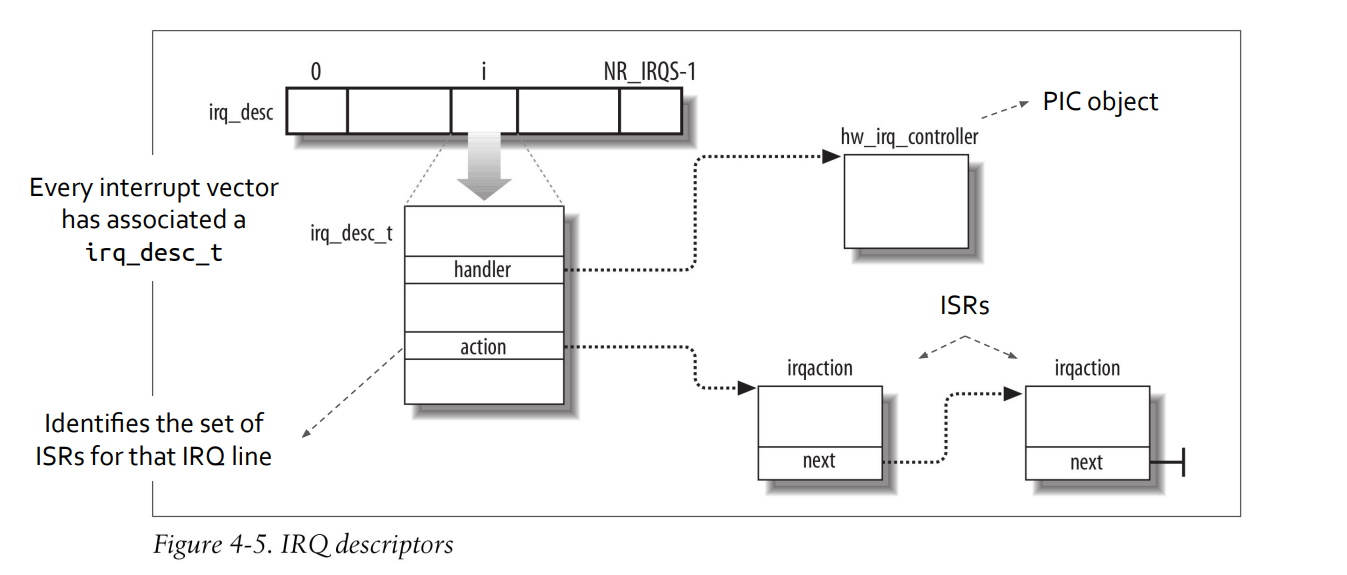 0 i NR_IRQS-1
irq_desc
PIC object
hw_irq_controller
Every interrupt vector
has associated a
irq_desc_t
irq_desc_t
handler
action
ISRs
irqaction
irqaction
next
next
Identifies the set of
ISRs for that IRQ line
Figure 4-5. IRQ descriptors